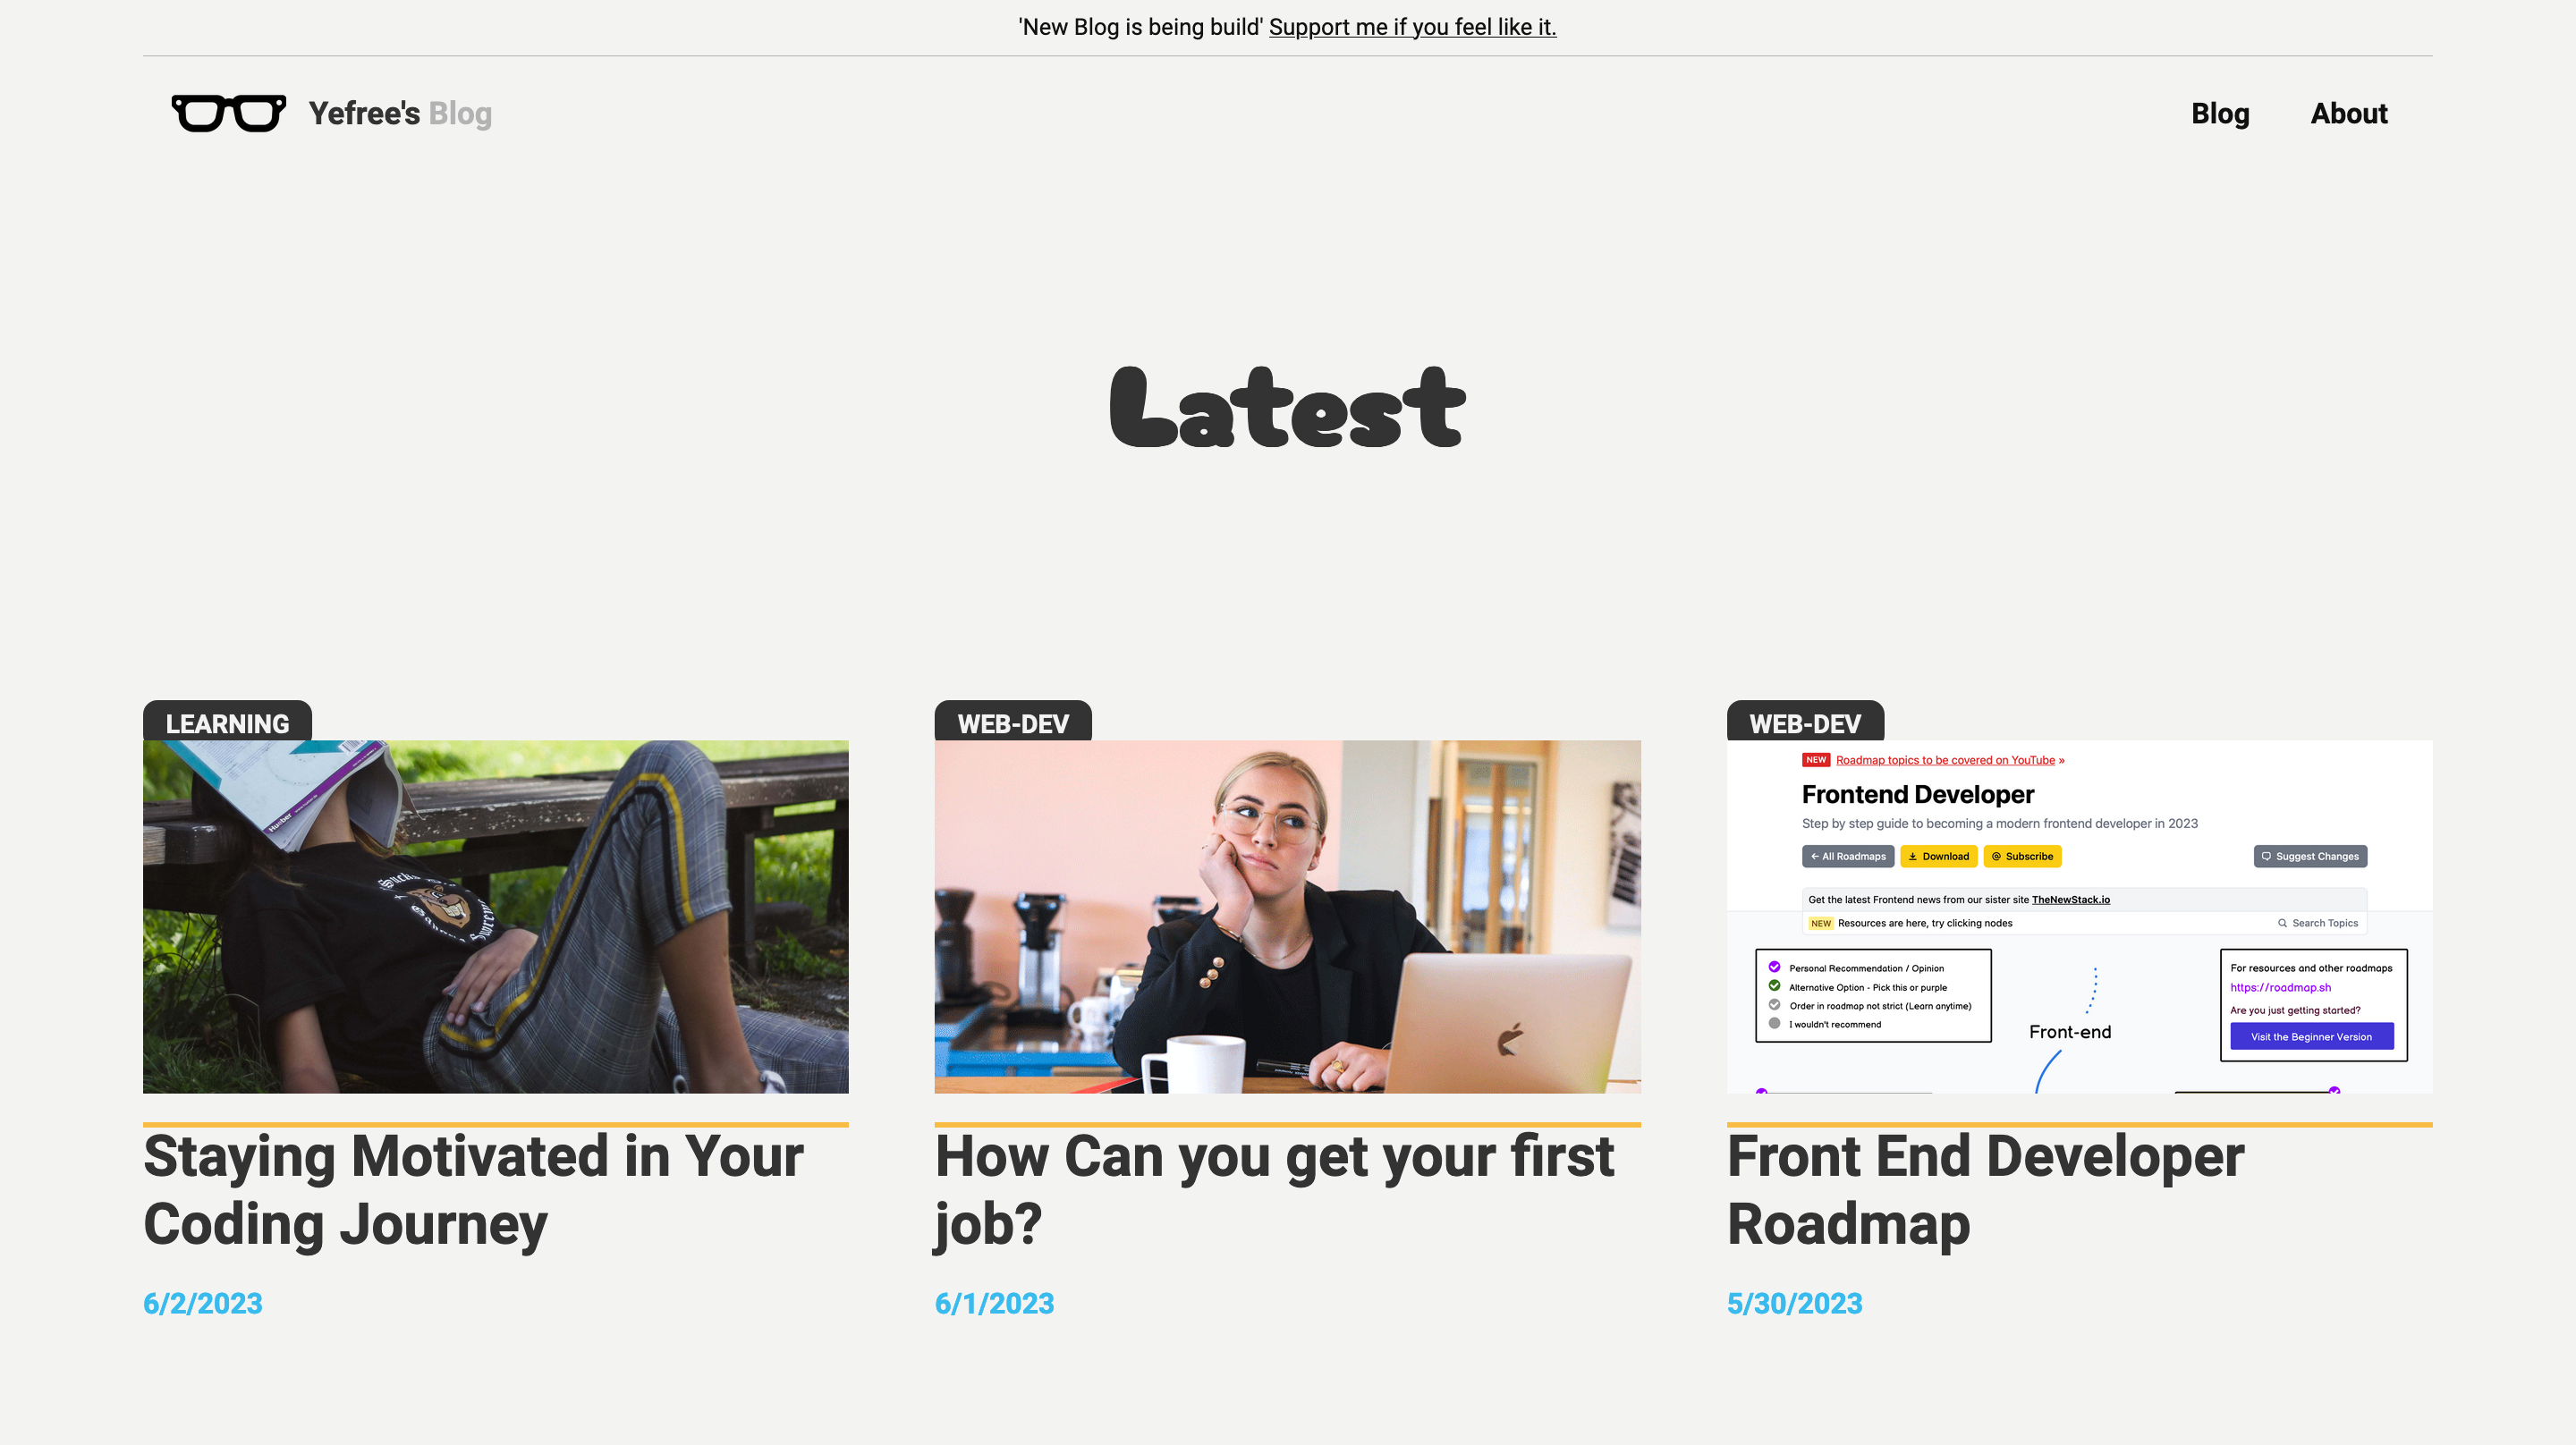 'New Blog is being build' Support me if you feel like it.
Yefree's Blog
Blog
About
Latest
LEARNING
Hueber
Staying Motivated in Your
Coding Journey
6/2/2023
WEB-DEV
How Can you get your first
job?
6/1/2023
WEB-DEV
NEW Roadmap topics to be covered on YouTube »
Frontend Developer
Step by step guide to becoming a modern frontend developer in 2023
All Roadmaps
Download
Subscribe
Suggest Changes
Get the latest Frontend news from our sister site TheNewStack.io
NEW Resources are here, try clicking nodes
Search Topics
Personal Recommendation / Opinion
Alternative Option - Pick this or purple
Order in roadmap not strict (Learn anytime)
I wouldn't recommend
Front-end
For resources and other roadmaps
https://roadmap.sh
Are you just getting started?
Visit the Beginner Version
Front End Developer
Roadmap
5/30/2023